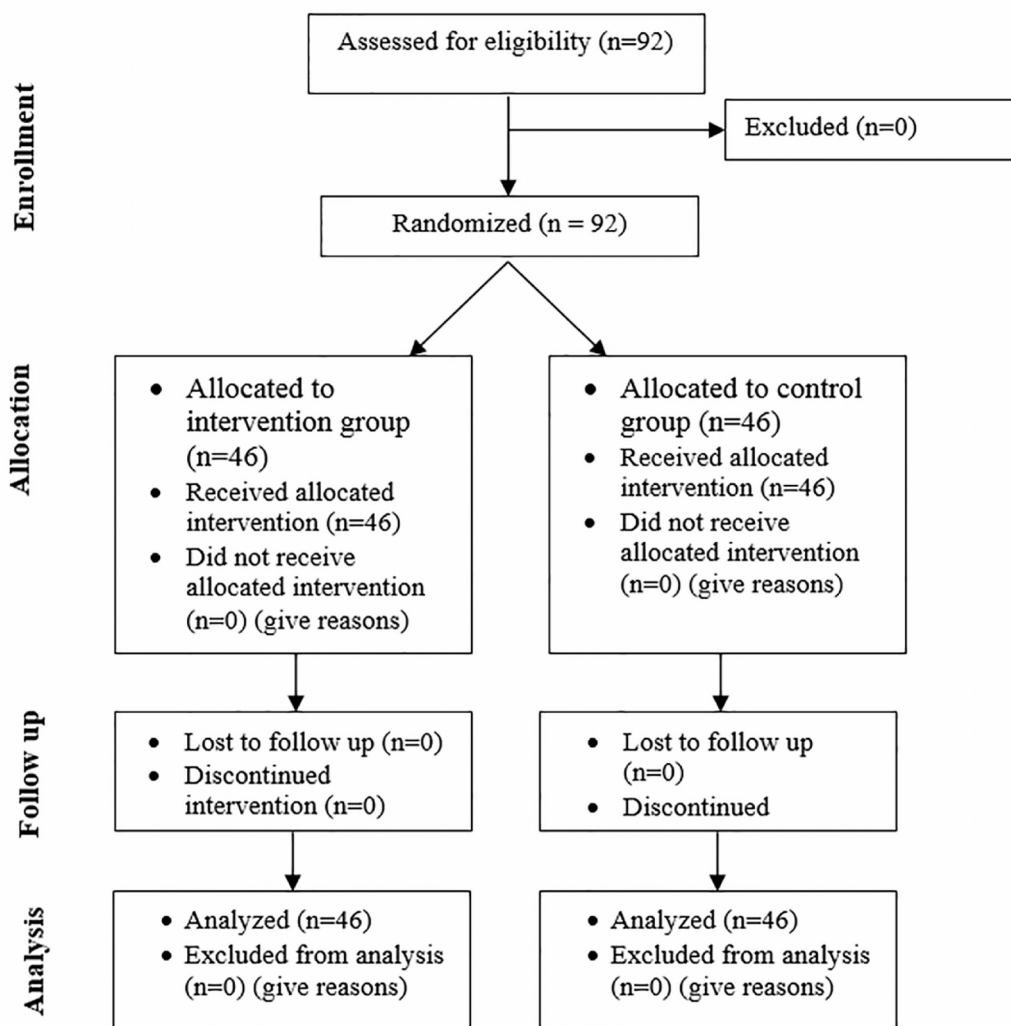 Assessed for eligibility (n=92)
Enrollment
Excluded (n=0)
Randomized (n = 92)
Allocation
• Allocated to
intervention group
(n=46)
• Received allocated
intervention (n=46)
• Did not receive
allocated intervention
(n=0) (give reasons)
• Allocated to control
group (n=46)
• Received allocated
intervention (n=46)
• Did not receive
allocated intervention
(n=0) (give reasons)
Follow up
• Lost to follow up (n=0)
• Discontinued
intervention (n=0)
• Lost to follow up
(n=0)
• Discontinued
Analysis
• Analyzed (n=46)
• Excluded from analysis
(n=0) (give reasons)
• Analyzed (n=46)
• Excluded from analysis
(n=0) (give reasons)